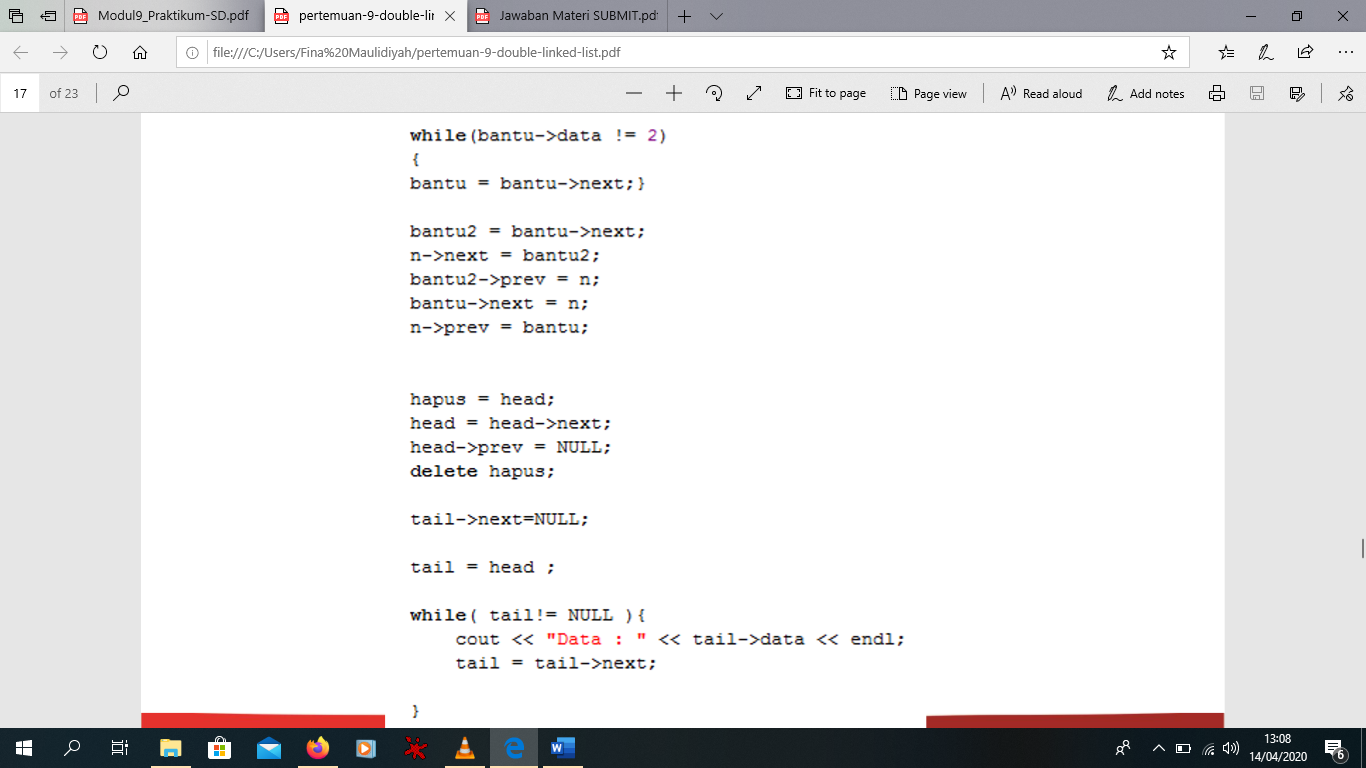 Modul9_Praktikum-SD.pdf
pertemuan-9-double-lin
Jawaban Materi SUBMIT.pdf
file:///C:/Users/Fina%20Maulidiyah/pertemuan-9-double-linked-list.pdf
17 of 23
Fit to page
Page view
Read aloud
Add notes
while(bantu->data != 2)
{
bantu = bantu->next;}
bantu2 = bantu->next;
n->next = bantu2;
bantu2->prev = n;
bantu->next = n;
n->prev = bantu;
hapus = head;
head = head->next;
head->prev = NULL;
delete hapus;
tail->next=NULL;
tail = head ;
while( tail!= NULL ){
cout << "Data : " << tail->data << endl;
tail = tail->next;
}
13:08
14/04/2020
6